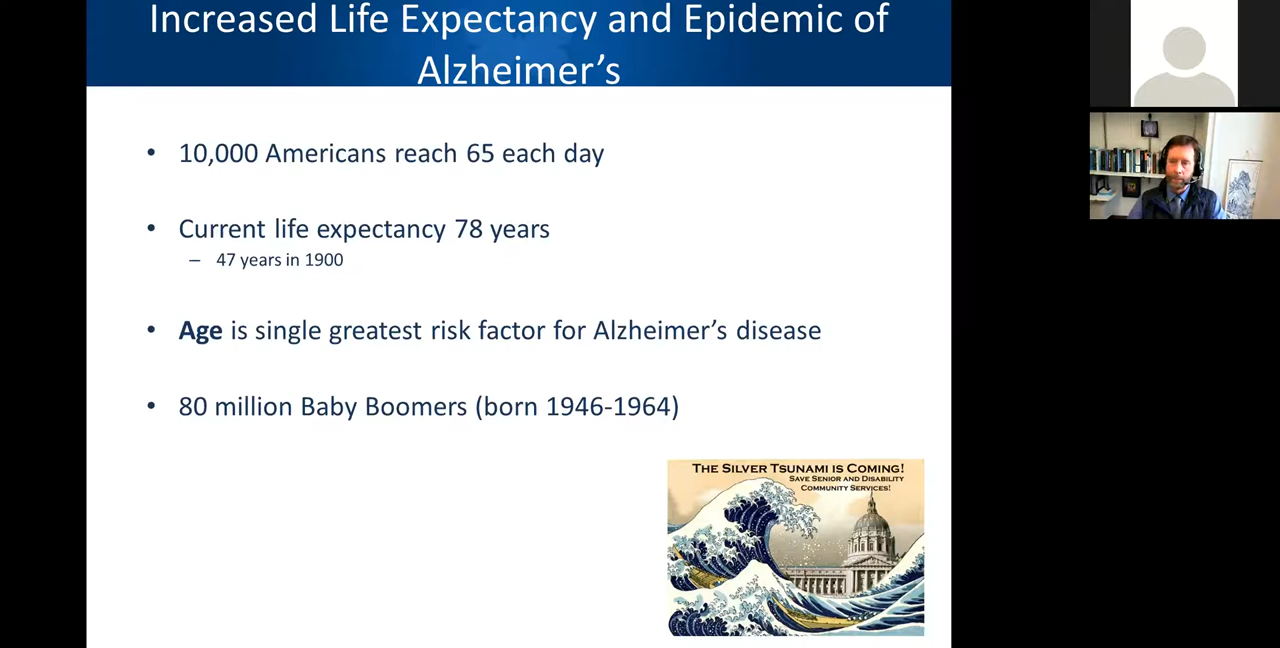 Increased Life Expectancy and Epidemic of
Alzheimer’s
• 10,000 Americans reach 65 each day
• Current life expectancy 78 years
– 47 years in 1900
• Age is single greatest risk factor for Alzheimer’s disease
• 80 million Baby Boomers (born 1946-1964)
THE SILVER TSUNAMI IS COMING!
SAVE SENIOR AND DISABILITY
COMMUNITY SERVICES!